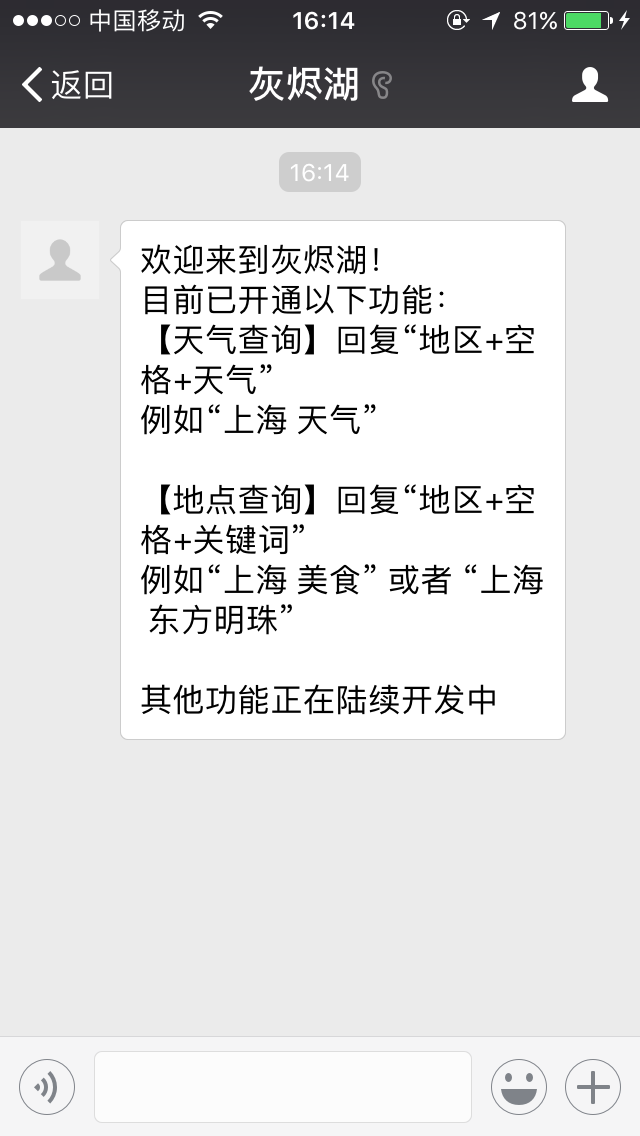 中国移动 16:14 81%
返回 灰烬湖
16:14
欢迎来到灰烬湖！
目前已开通以下功能：
【天气查询】回复“地区+空
格+天气”
例如“上海 天气”
【地点查询】回复“地区+空
格+关键词”
例如“上海 美食” 或者 “上海
东方明珠”
其他功能正在陆续开发中